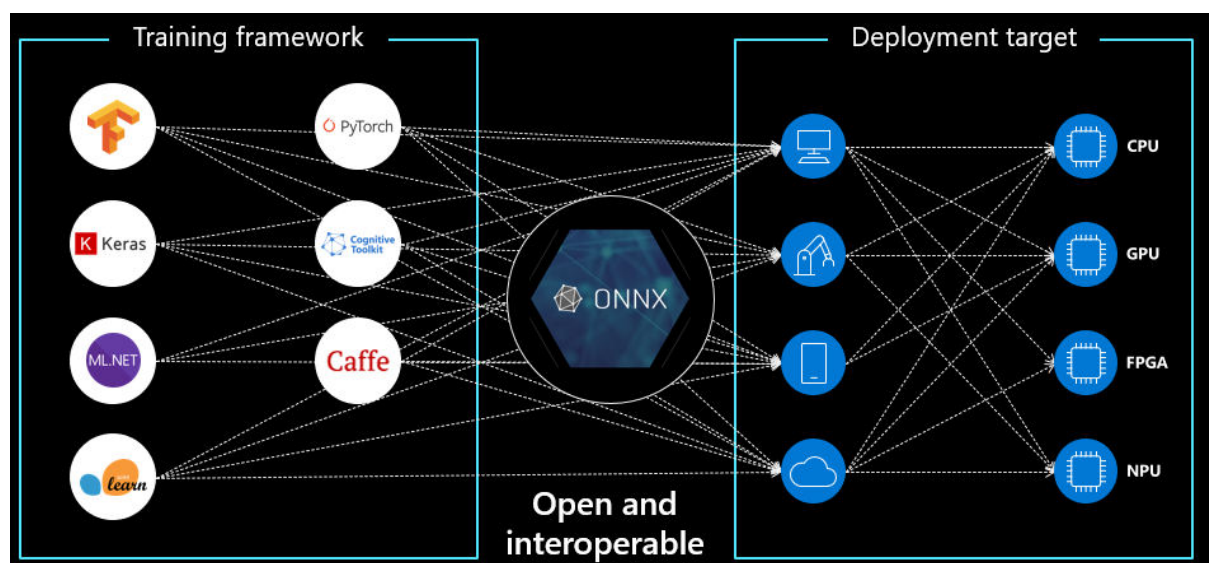 Training framework
Deployment target
PyTorch
CPU
K Keras
Cognitive
Toolkit
ONNX
GPU
ML.NET
Caffe
FPGA
learn
NPU
Open and
interoperable